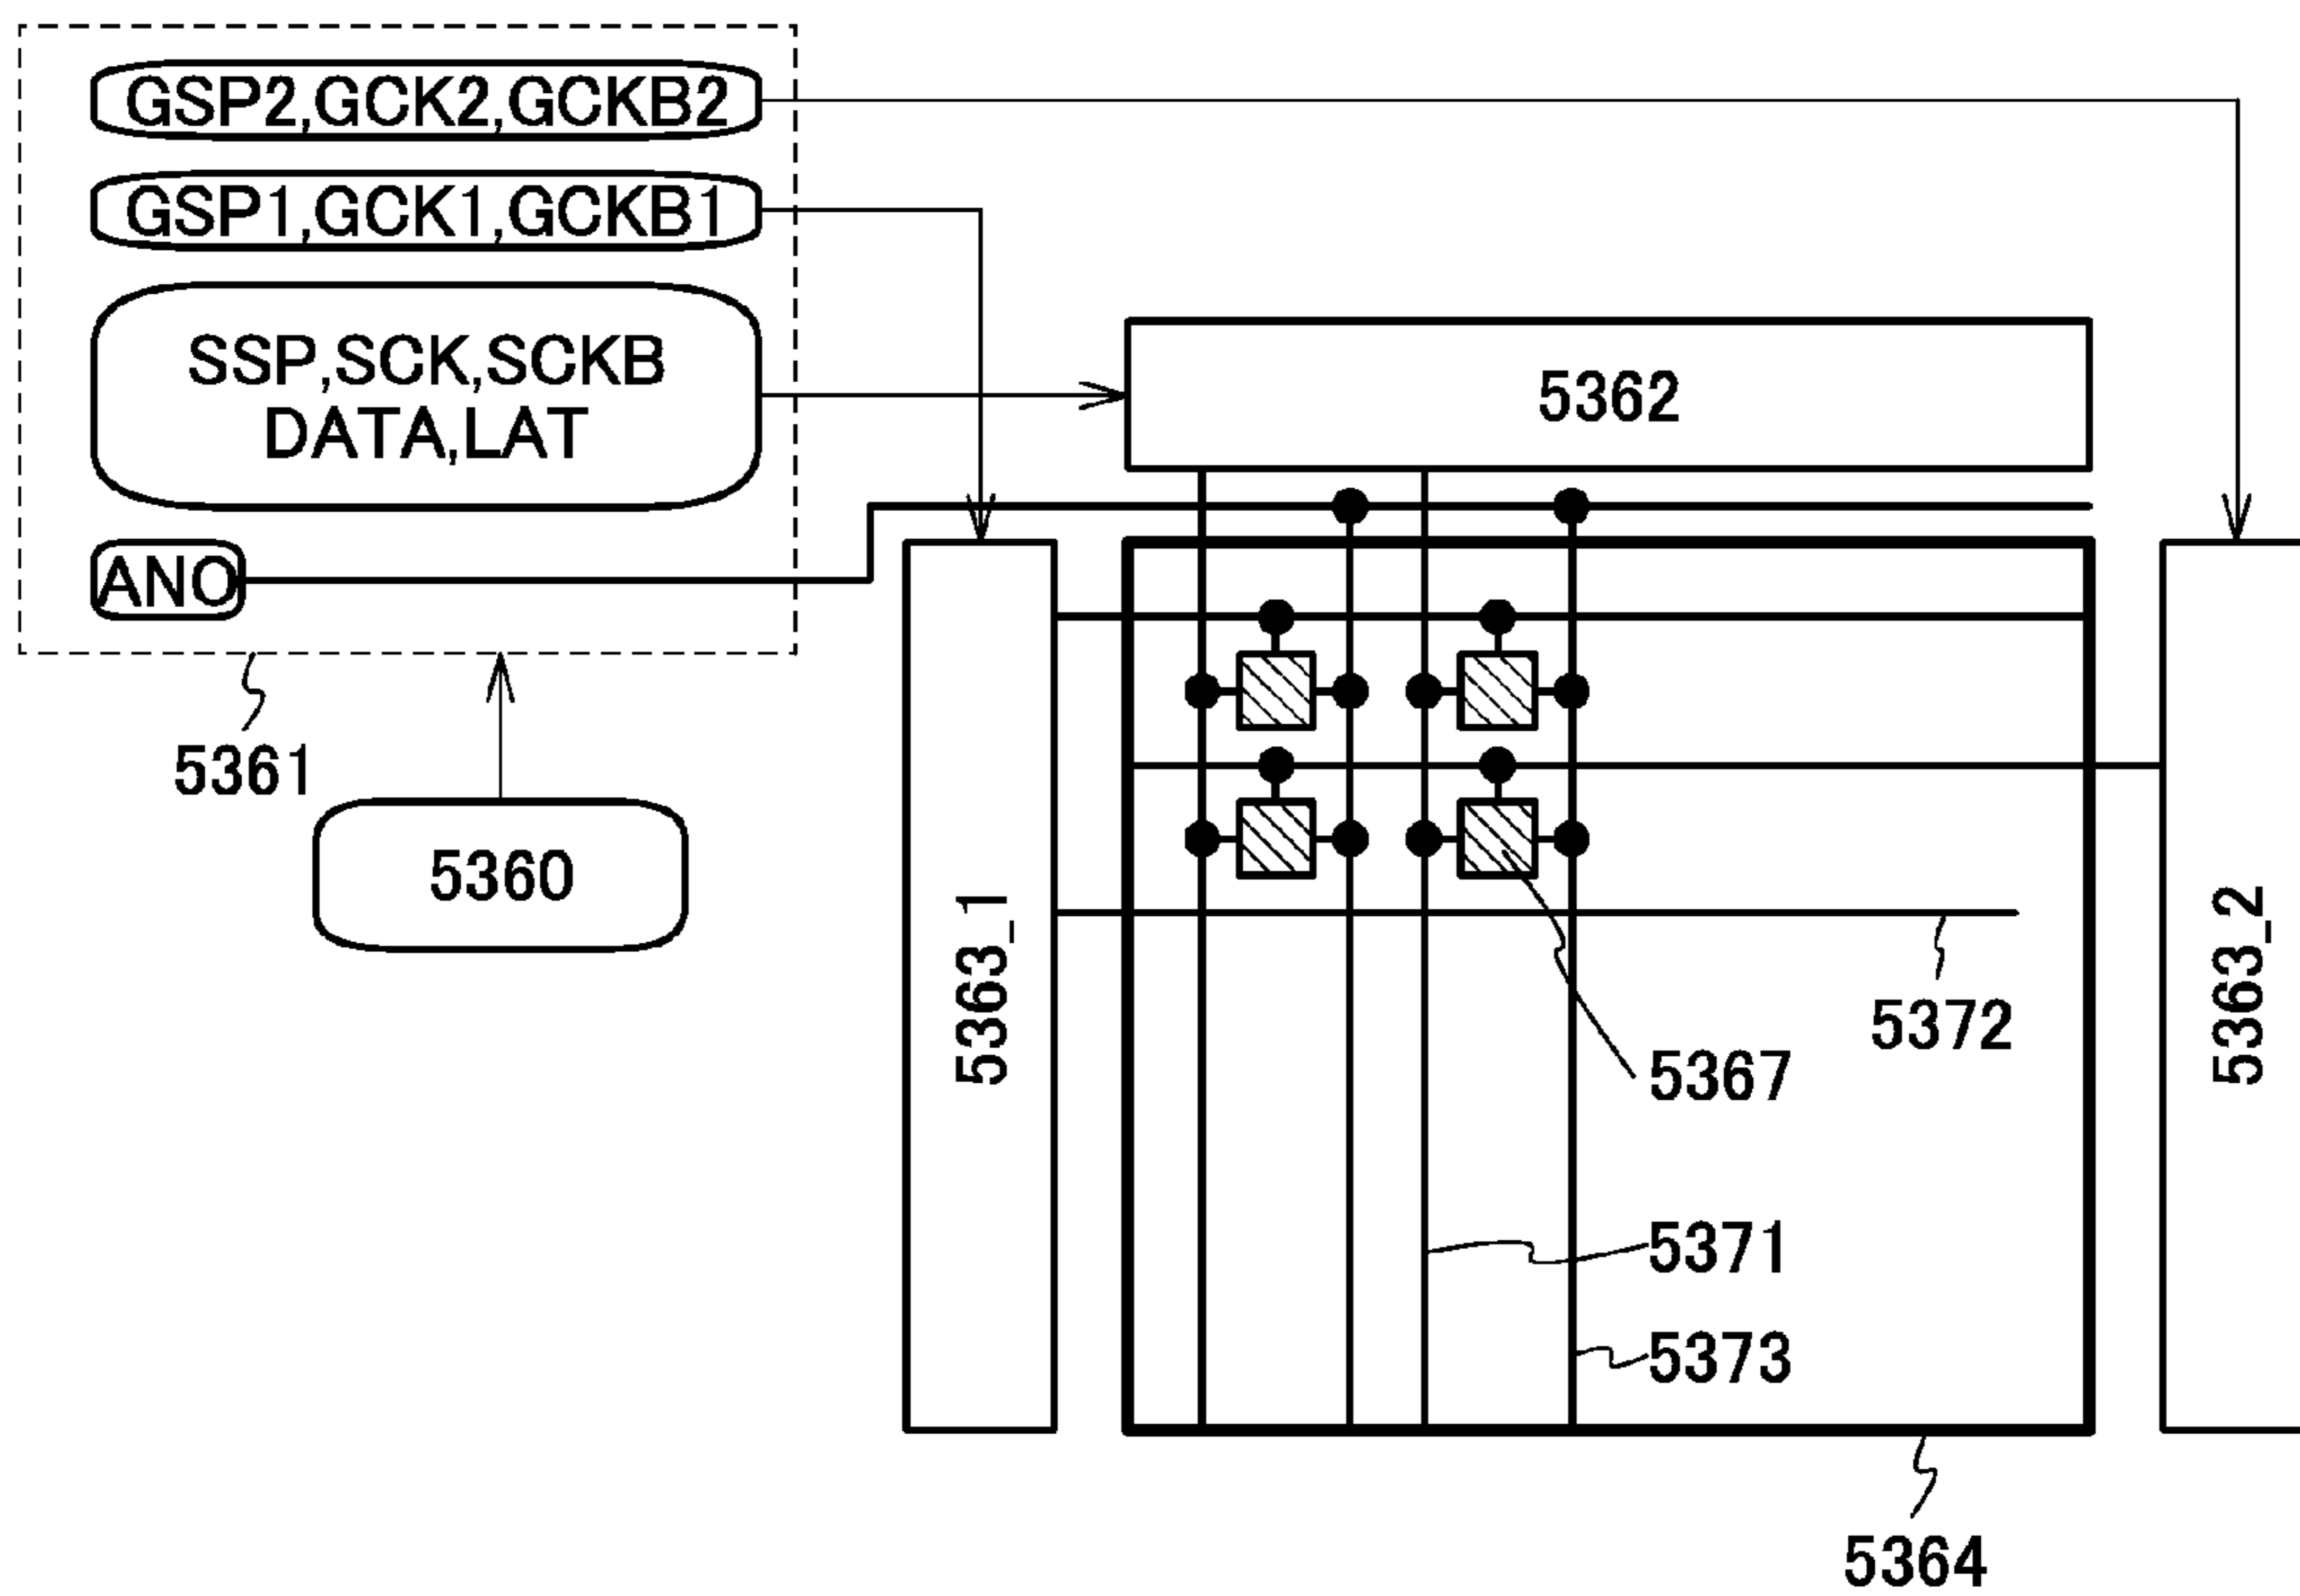 GSP2,GCK2,GCKB2
GSP1,GCK1,GCKB1
SSP,SCK,SCKB
DATA,LAT
ANO
5362
5361
5360
5363_1
5363_2
5372
5367
5371
5373
5364